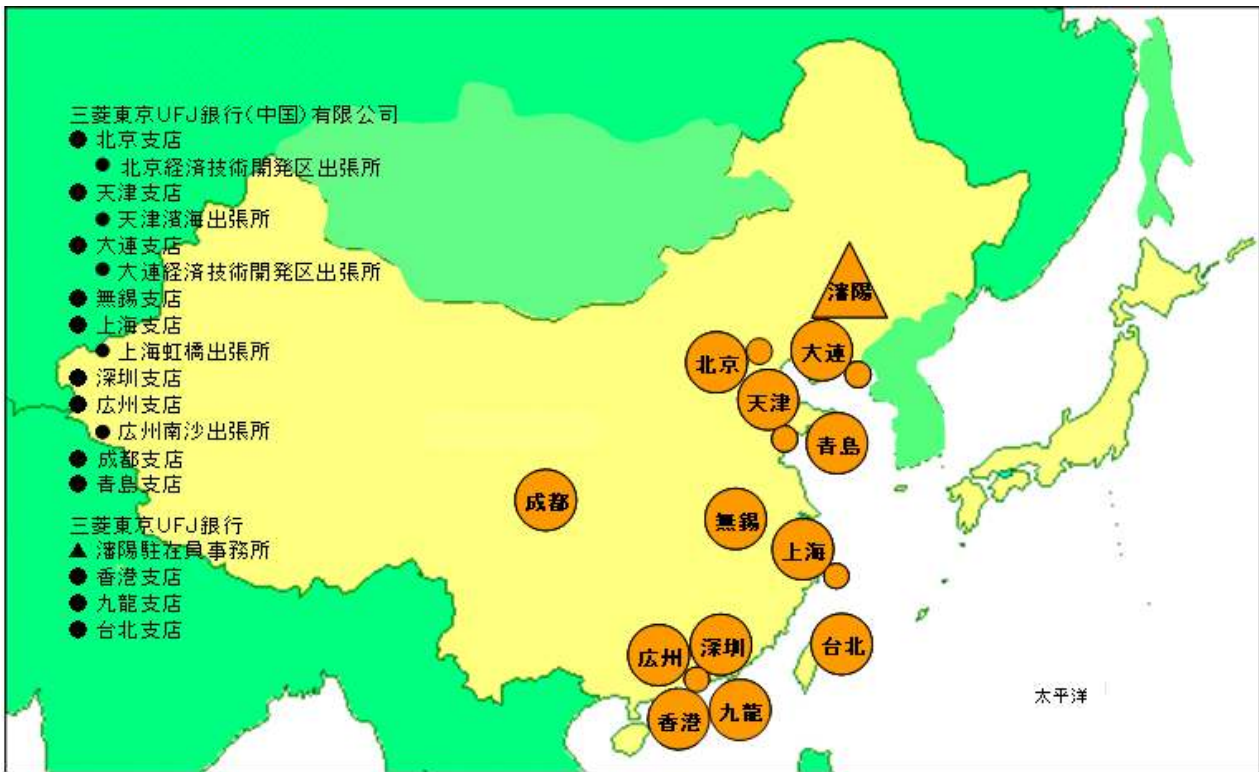 三菱東京UFJ銀行(中国)有限公司
● 北京支店
● 北京経済技術開発区出張所
● 天津支店
● 天津濱海出張所
● 大連支店
● 大連経済技術開発区出張所
● 無錫支店
● 上海支店
● 上海虹橋出張所
● 深圳支店
● 広州支店
● 広州南沙出張所
● 成都支店
● 青島支店
三菱東京UFJ銀行
▲ 瀋陽駐在員事務所
● 香港支店
● 九龍支店
● 台北支店
瀋陽
大連
北京
天津
青島
成都
無錫
上海
深圳
広州
台北
香港
九龍
太平洋